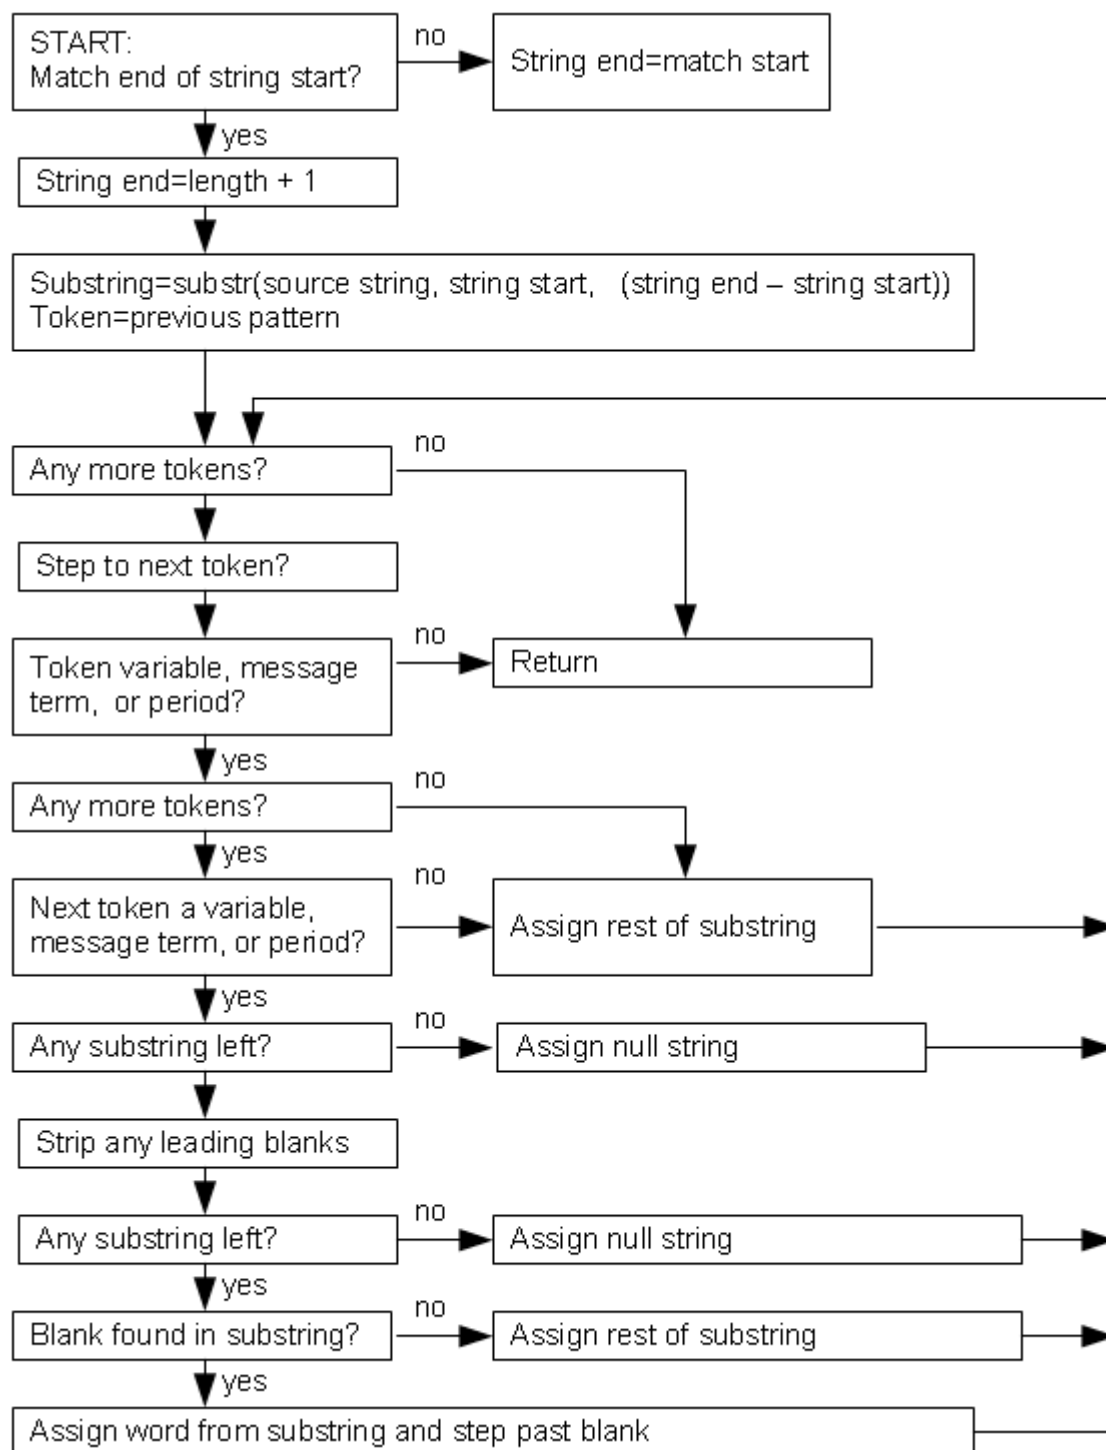 START:
Match end of string start?
no
String end=match start
yes
String end=length + 1
Substring=substr(source string, string start, (string end – string start))
Token=previous pattern
Any more tokens?
no
Step to next token?
Token variable, message
term, or period?
no
Return
yes
Any more tokens?
no
yes
Next token a variable,
message term, or period?
no
Assign rest of substring
yes
Any substring left?
no
Assign null string
Strip any leading blanks
Any substring left?
no
Assign null string
yes
Blank found in substring?
no
Assign rest of substring
yes
Assign word from substring and step past blank